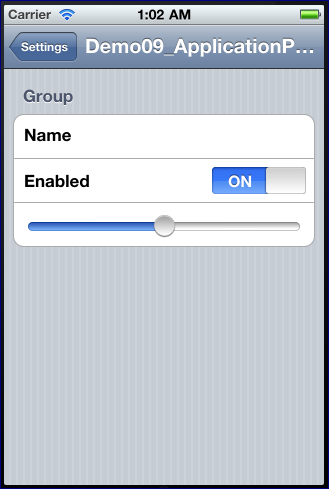 Carrier 1:02 AM
Settings Demo09_ApplicationP...
Group
Name
Enabled ON